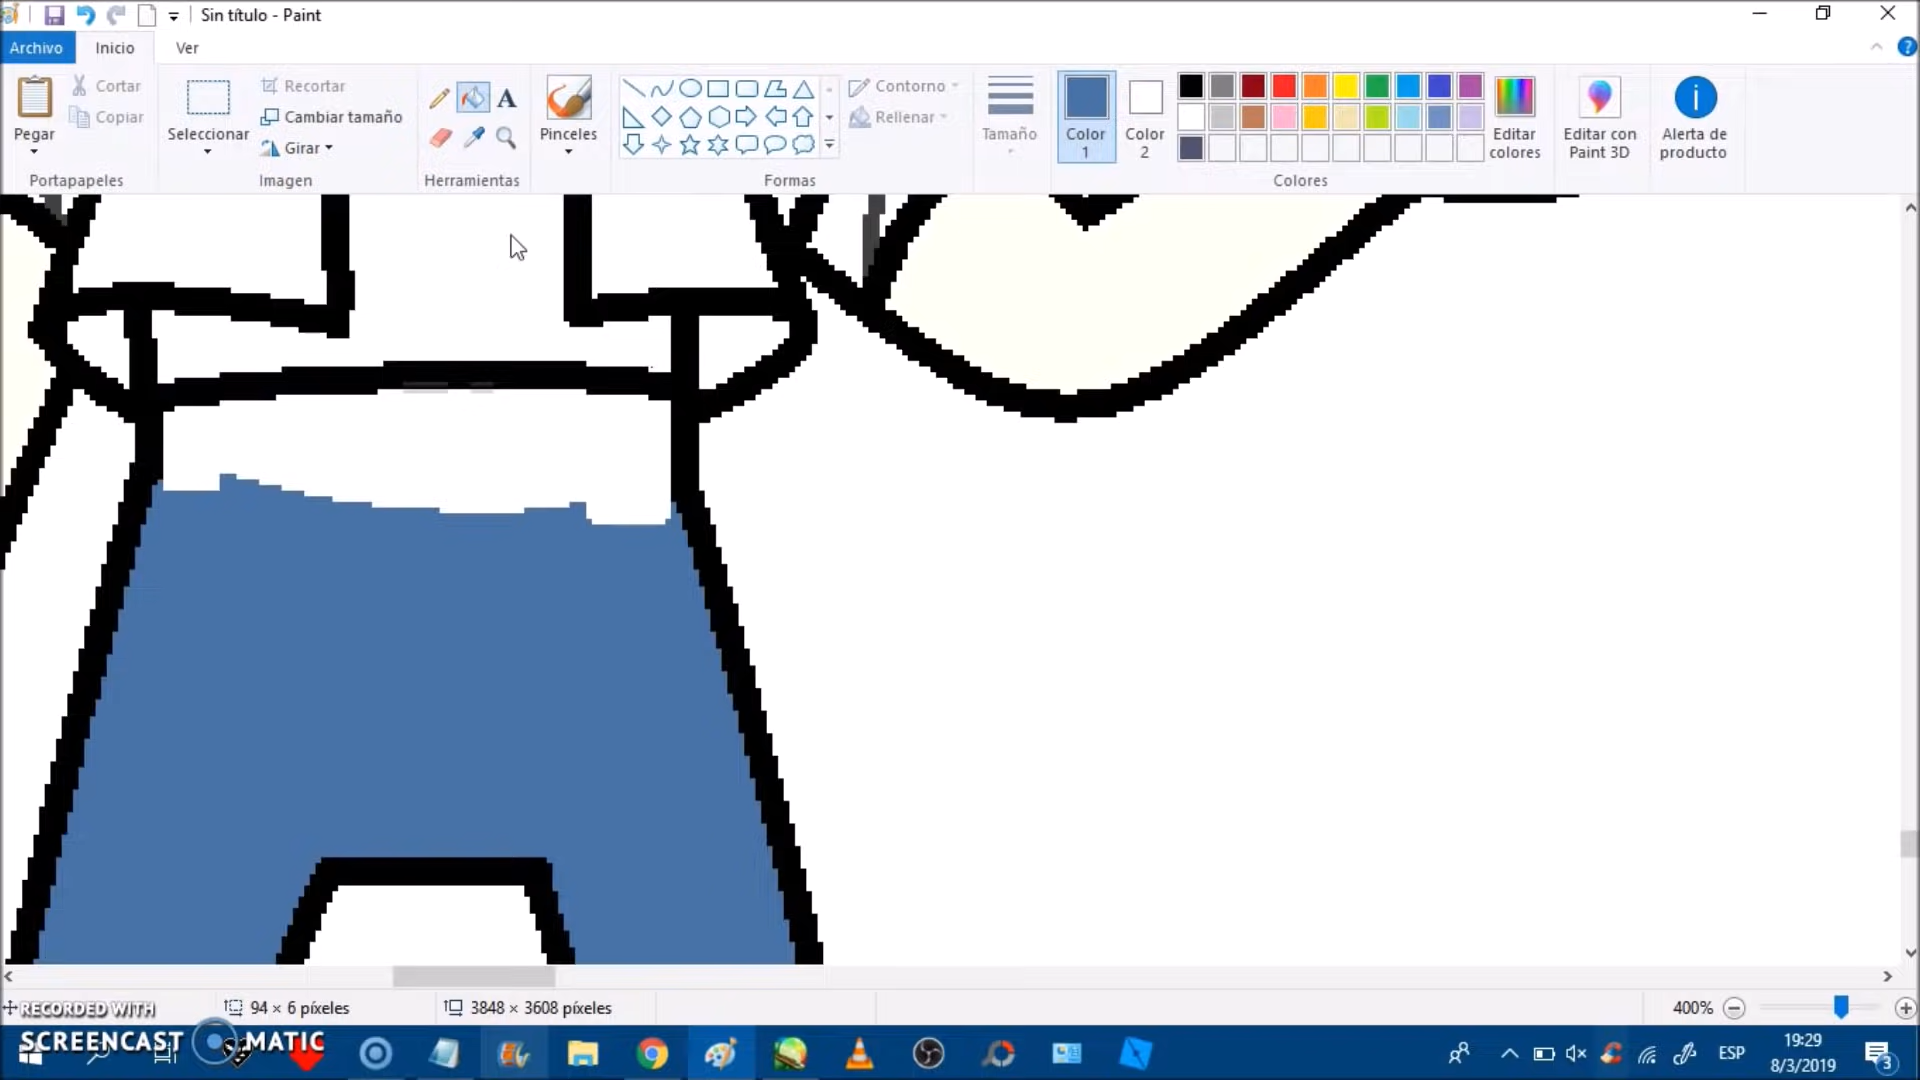 Sin título - Paint
Archivo Inicio Ver
Pegar
Cortar
Copiar
Portapapeles
Seleccionar
Recortar
Cambiar tamaño
Girar
Imagen
A
Herramientas
Pinceles
Contorno
Rellenar
Formas
Tamaño
Color
1
Color
2
Editar
colores
Colores
Editar con
Paint 3D
Alerta de
producto
94 × 6 píxeles
3848 × 3608 píxeles
400%
RECORDED WITH
SCREENCAST MATIC
ESP
19:29
8/3/2019
3